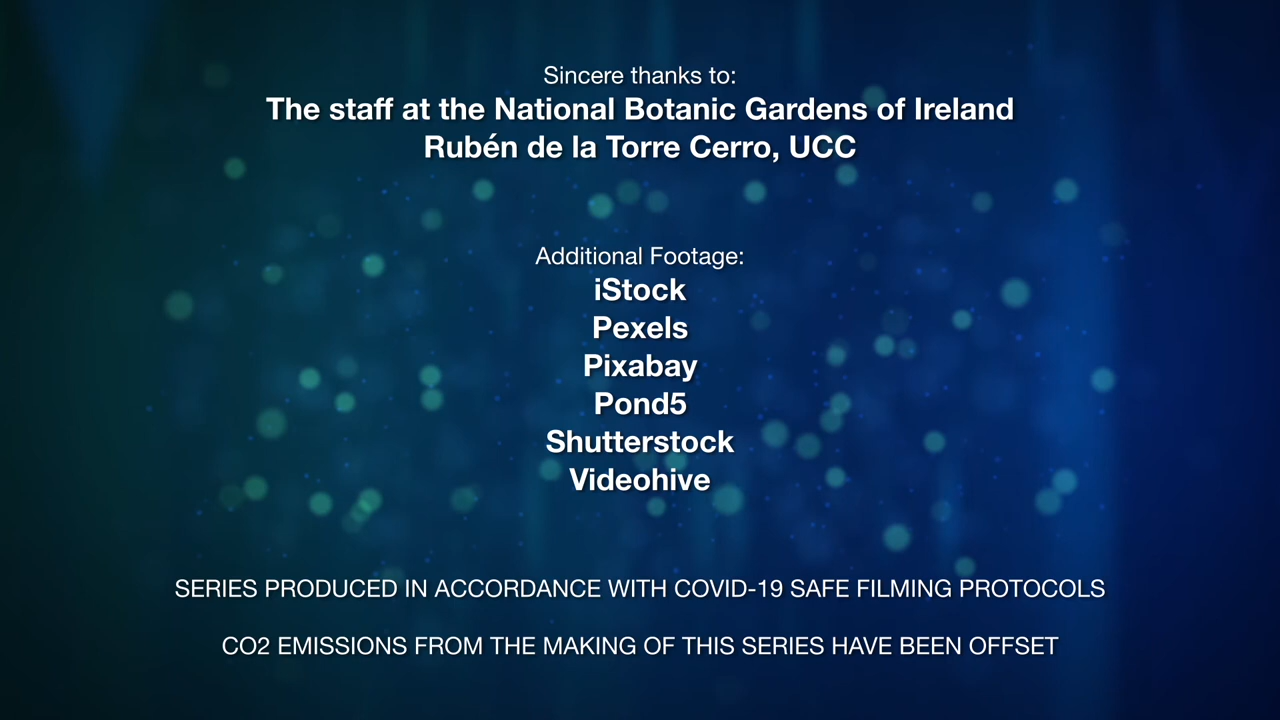 Sincere thanks to:
The staff at the National Botanic Gardens of Ireland
Rubén de la Torre Cerro, UCC
Additional Footage:
iStock
Pexels
Pixabay
Pond5
Shutterstock
Videohive
SERIES PRODUCED IN ACCORDANCE WITH COVID-19 SAFE FILMING PROTOCOLS
CO2 EMISSIONS FROM THE MAKING OF THIS SERIES HAVE BEEN OFFSET